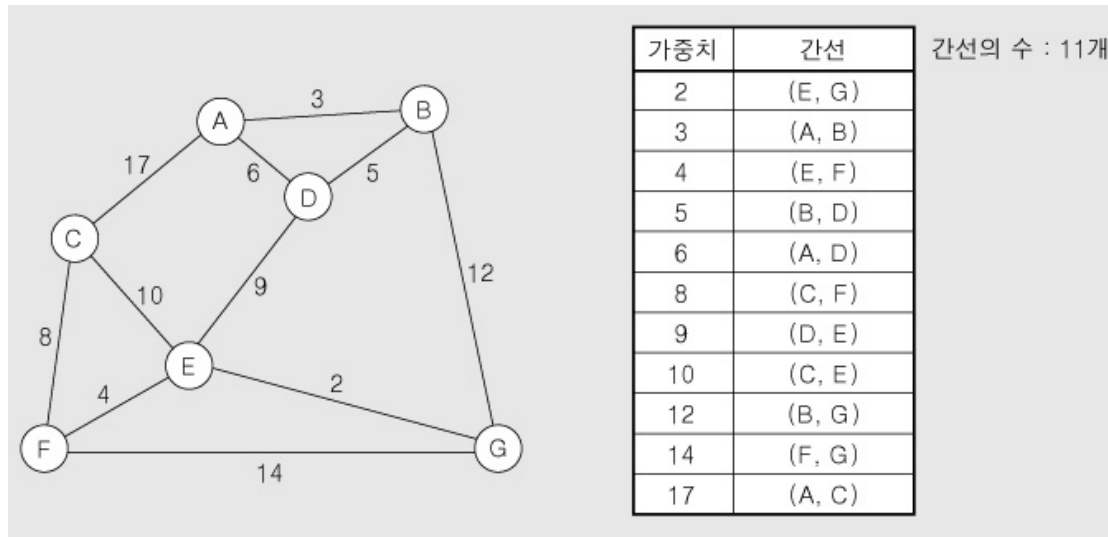 A
B
C
D
E
F
G
3
17
6
5
10
9
12
8
4
2
14
가중치 간선
2 (E, G)
3 (A, B)
4 (E, F)
5 (B, D)
6 (A, D)
8 (C, F)
9 (D, E)
10 (C, E)
12 (B, G)
14 (F, G)
17 (A, C)
간선의 수 : 11개